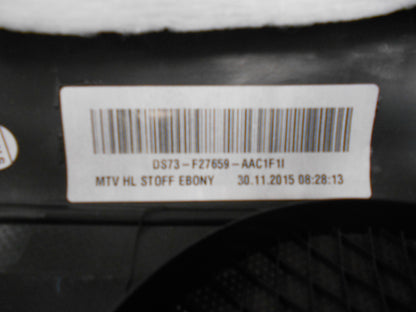 DS73-F27659-AAC1F1I
MTV HL STOFF EBONY 30.11.2015 08:28:13